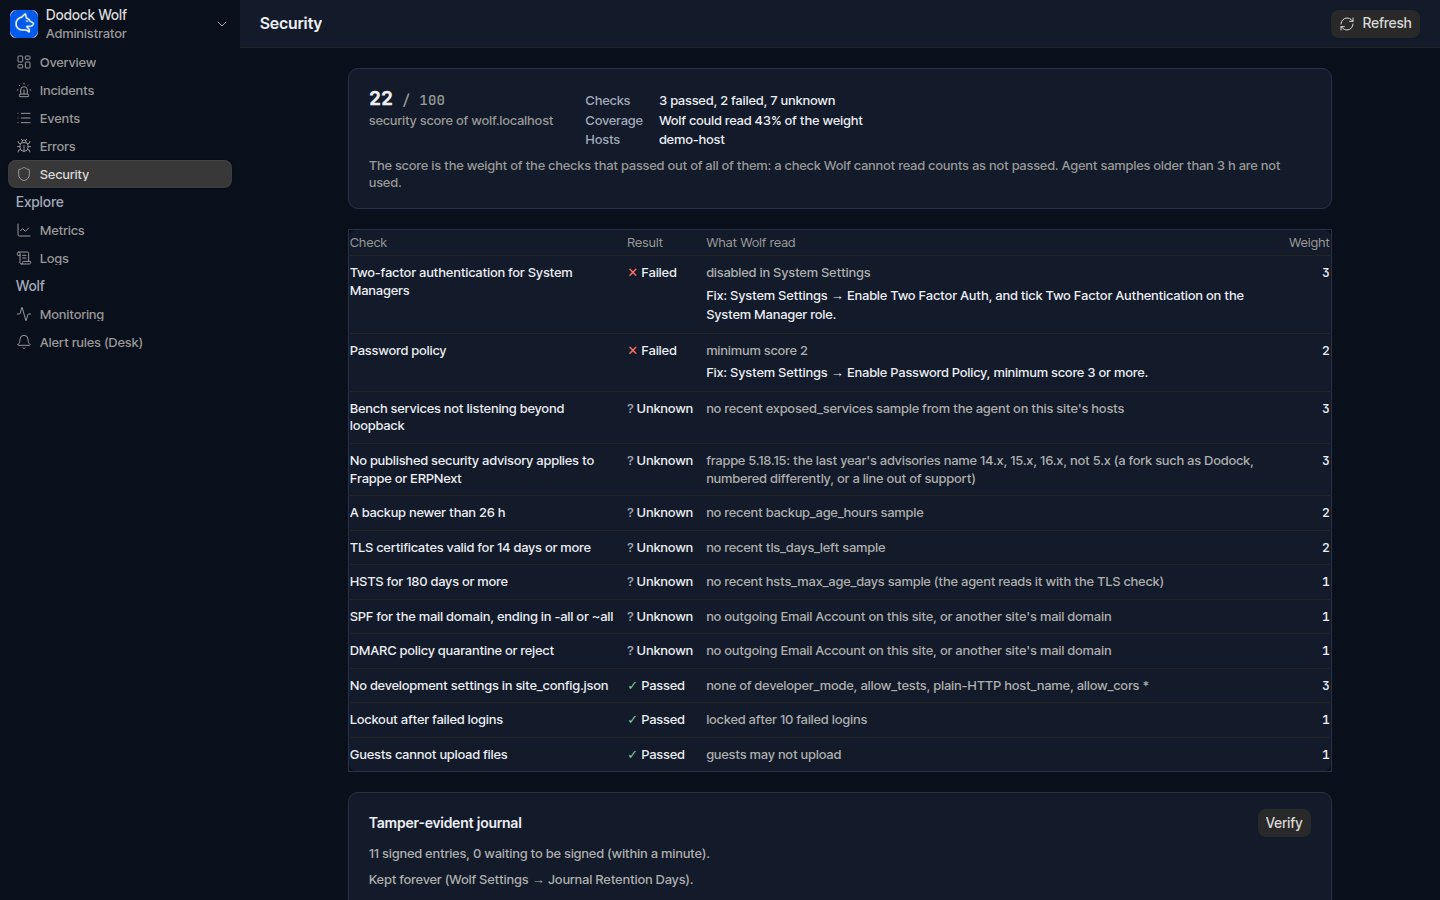 Dodock Wolf
Administrator
Overview
Incidents
Events
Errors
Security
Explore
Metrics
Logs
Wolf
Monitoring
Alert rules (Desk)
Security
Refresh
22 / 100
security score of wolf.localhost
Checks 3 passed, 2 failed, 7 unknown
Coverage Wolf could read 43% of the weight
Hosts demo-host
The score is the weight of the checks that passed out of all of them: a check Wolf cannot read counts as not passed. Agent samples older than 3 h are not
used.
Check Result What Wolf read Weight
Two-factor authentication for System
Managers
✕ Failed
disabled in System Settings
Fix: System Settings → Enable Two Factor Auth, and tick Two Factor Authentication on the
System Manager role.
3
Password policy
✕ Failed
minimum score 2
Fix: System Settings → Enable Password Policy, minimum score 3 or more.
2
Bench services not listening beyond
loopback
? Unknown
no recent exposed_services sample from the agent on this site's hosts
3
No published security advisory applies to
Frappe or ERPNext
? Unknown
frappe 5.18.15: the last year's advisories name 14.x, 15.x, 16.x, not 5.x (a fork such as Dodock,
numbered differently, or a line out of support)
3
A backup newer than 26 h ? Unknown no recent backup_age_hours sample 2
TLS certificates valid for 14 days or more ? Unknown no recent tls_days_left sample 2
HSTS for 180 days or more ? Unknown no recent hsts_max_age_days sample (the agent reads it with the TLS check) 1
SPF for the mail domain, ending in -all or ~all ? Unknown no outgoing Email Account on this site, or another site's mail domain 1
DMARC policy quarantine or reject ? Unknown no outgoing Email Account on this site, or another site's mail domain 1
No development settings in site_config.json ✓ Passed none of developer_mode, allow_tests, plain-HTTP host_name, allow_cors * 3
Lockout after failed logins ✓ Passed locked after 10 failed logins 1
Guests cannot upload files ✓ Passed guests may not upload 1
Tamper-evident journal
Verify
11 signed entries, 0 waiting to be signed (within a minute).
Kept forever (Wolf Settings → Journal Retention Days).